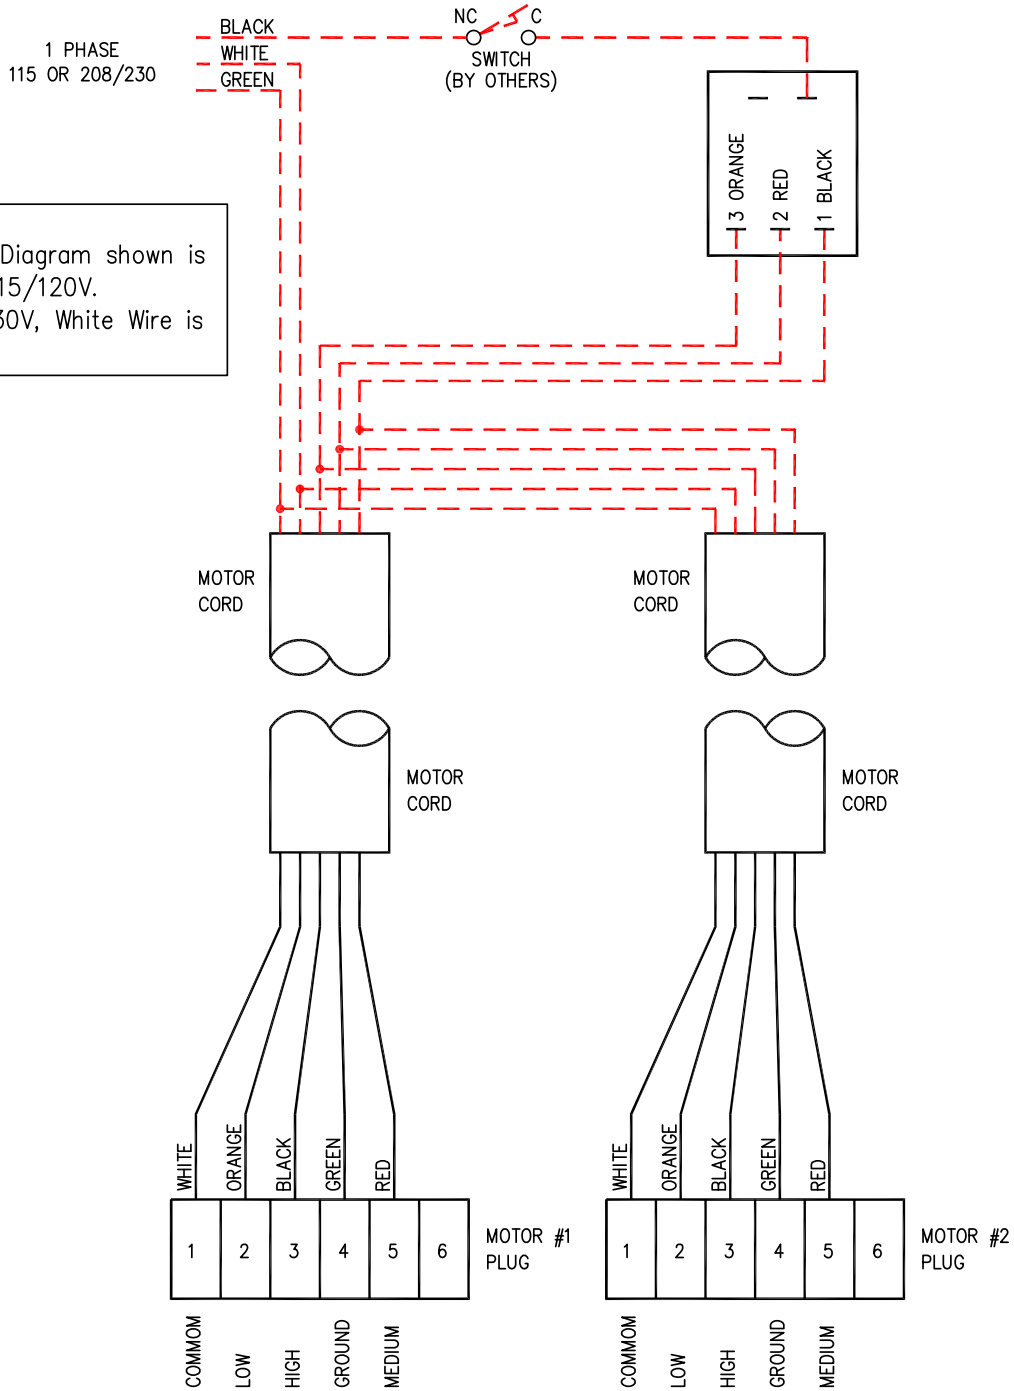 BLACK
WHITE
GREEN
1 PHASE
115 OR 208/230
NC
C
SWITCH
(BY OTHERS)
3 ORANGE
2 RED
1 BLACK
Diagram shown is
15/120V.
30V, White Wire is
MOTOR
CORD
MOTOR
CORD
MOTOR
CORD
MOTOR
CORD
WHITE
ORANGE
BLACK
GREEN
RED
WHITE
ORANGE
BLACK
GREEN
RED
1 2 3 4 5 6
MOTOR #1
PLUG
1 2 3 4 5 6
MOTOR #2
PLUG
COMMOM
LOW
HIGH
GROUND
MEDIUM
COMMOM
LOW
HIGH
GROUND
MEDIUM